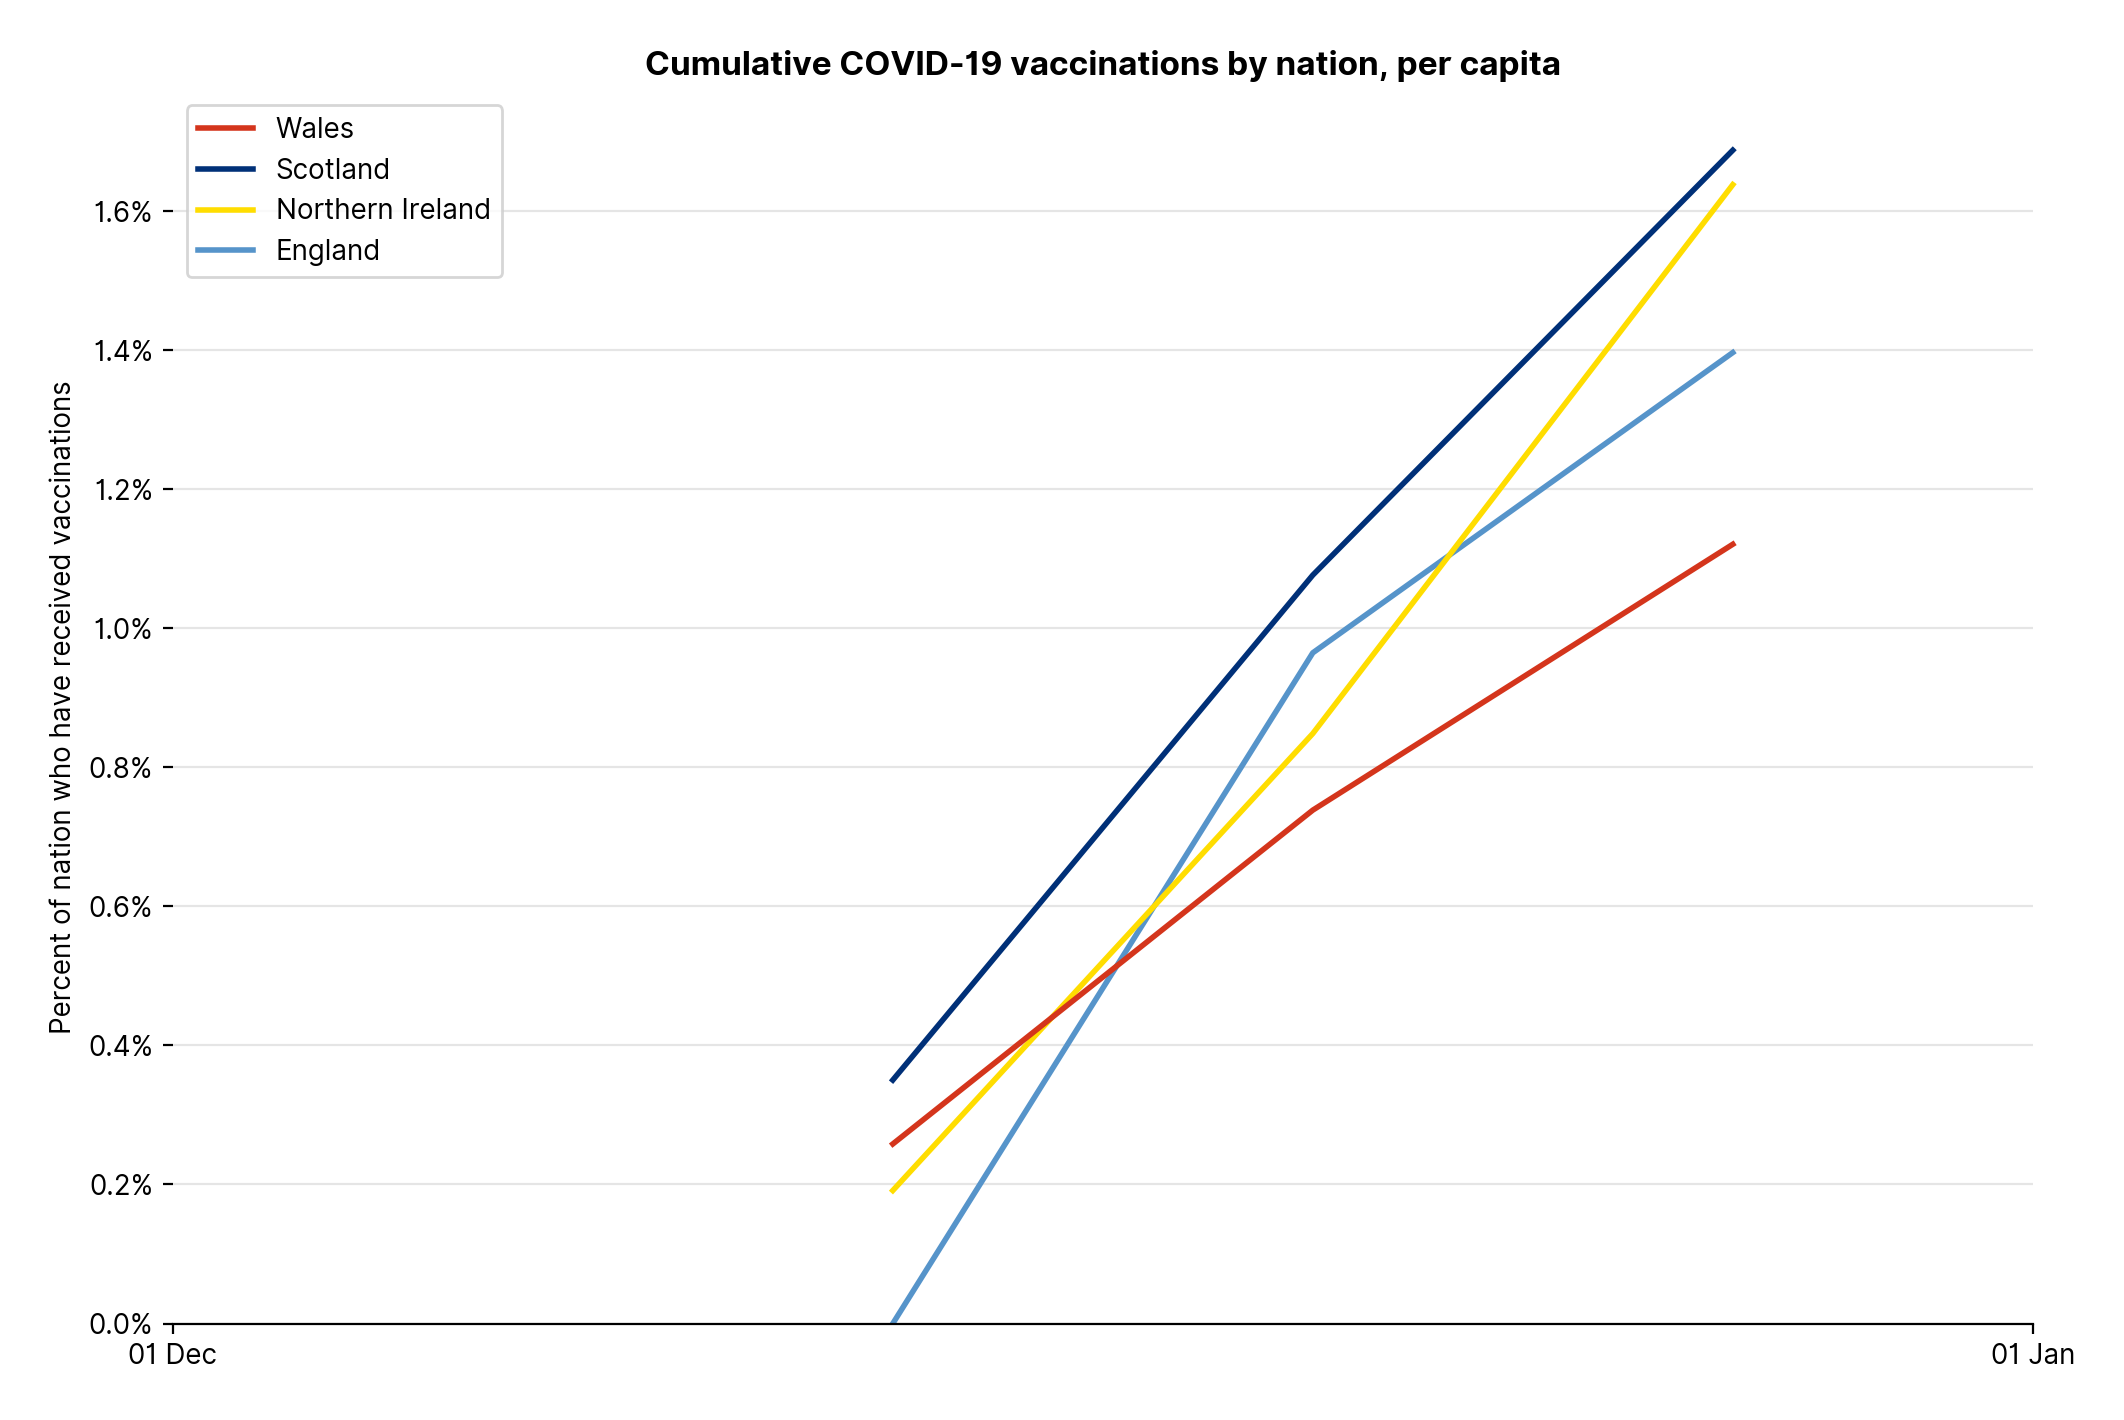 Cumulative COVID-19 vaccinations by nation, per capita
Wales
Scotland
Northern Ireland
England
Percent of nation who have received vaccinations
1.6%
1.4%
1.2%
1.0%
0.8%
0.6%
0.4%
0.2%
0.0%
01 Dec
01 Jan